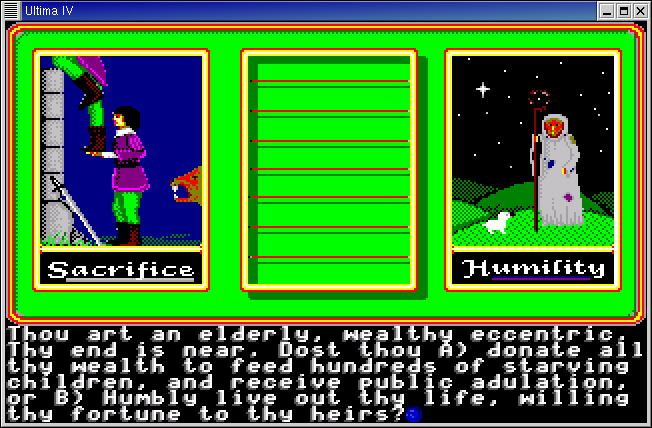 Ultima IV
Sacrifice
Humility
Thou art an elderly, wealthy eccentric.
Thy end is near. Dost thou A) donate all
thy wealth to feed hundreds of starving
children, and receive public adulation,
or B) Humbly live out thy life, willing
thy fortune to thy heirs?